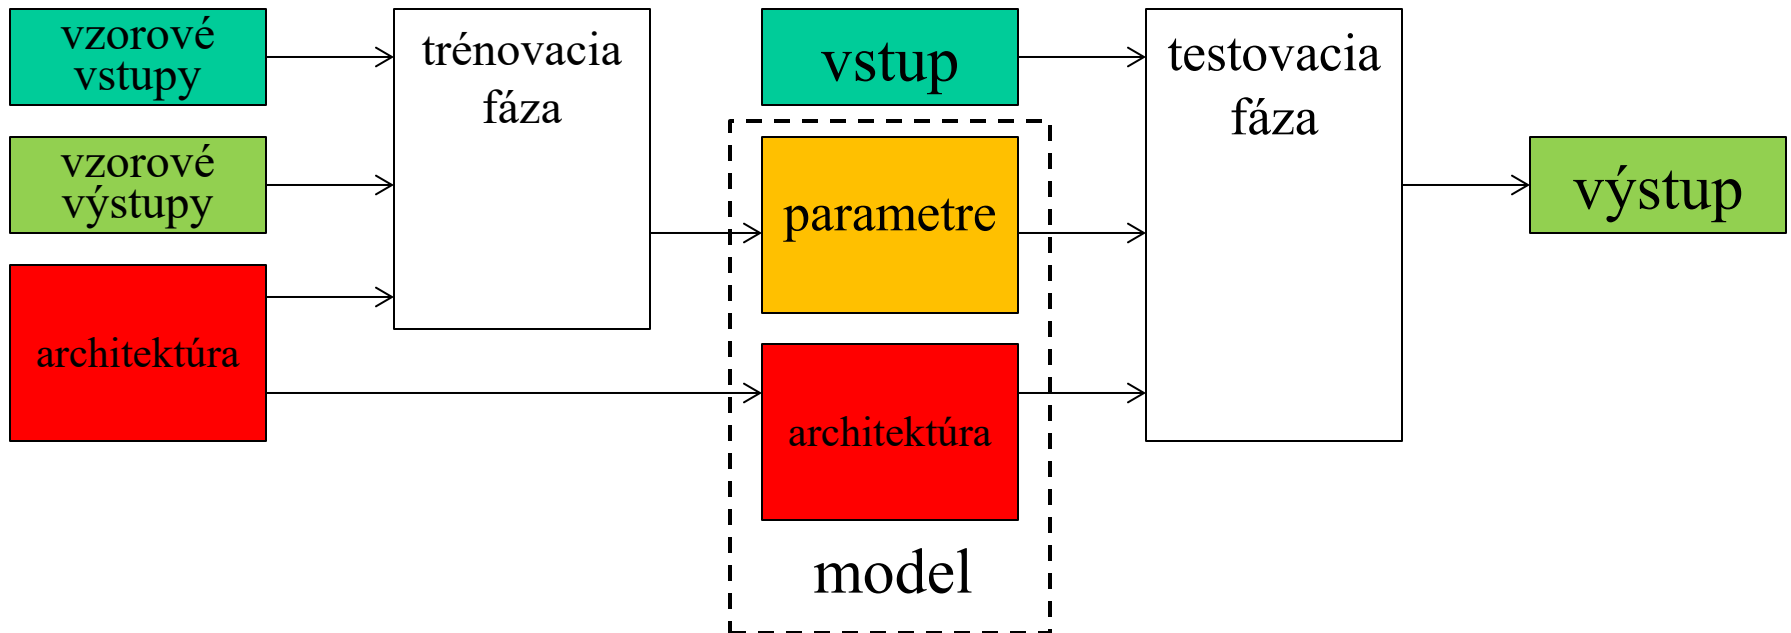 vzorové
vstupy
vzorové
výstupy
architektúra
trénovacia
fáza
vstup
parametre
architektúra
model
testovacia
fáza
výstup